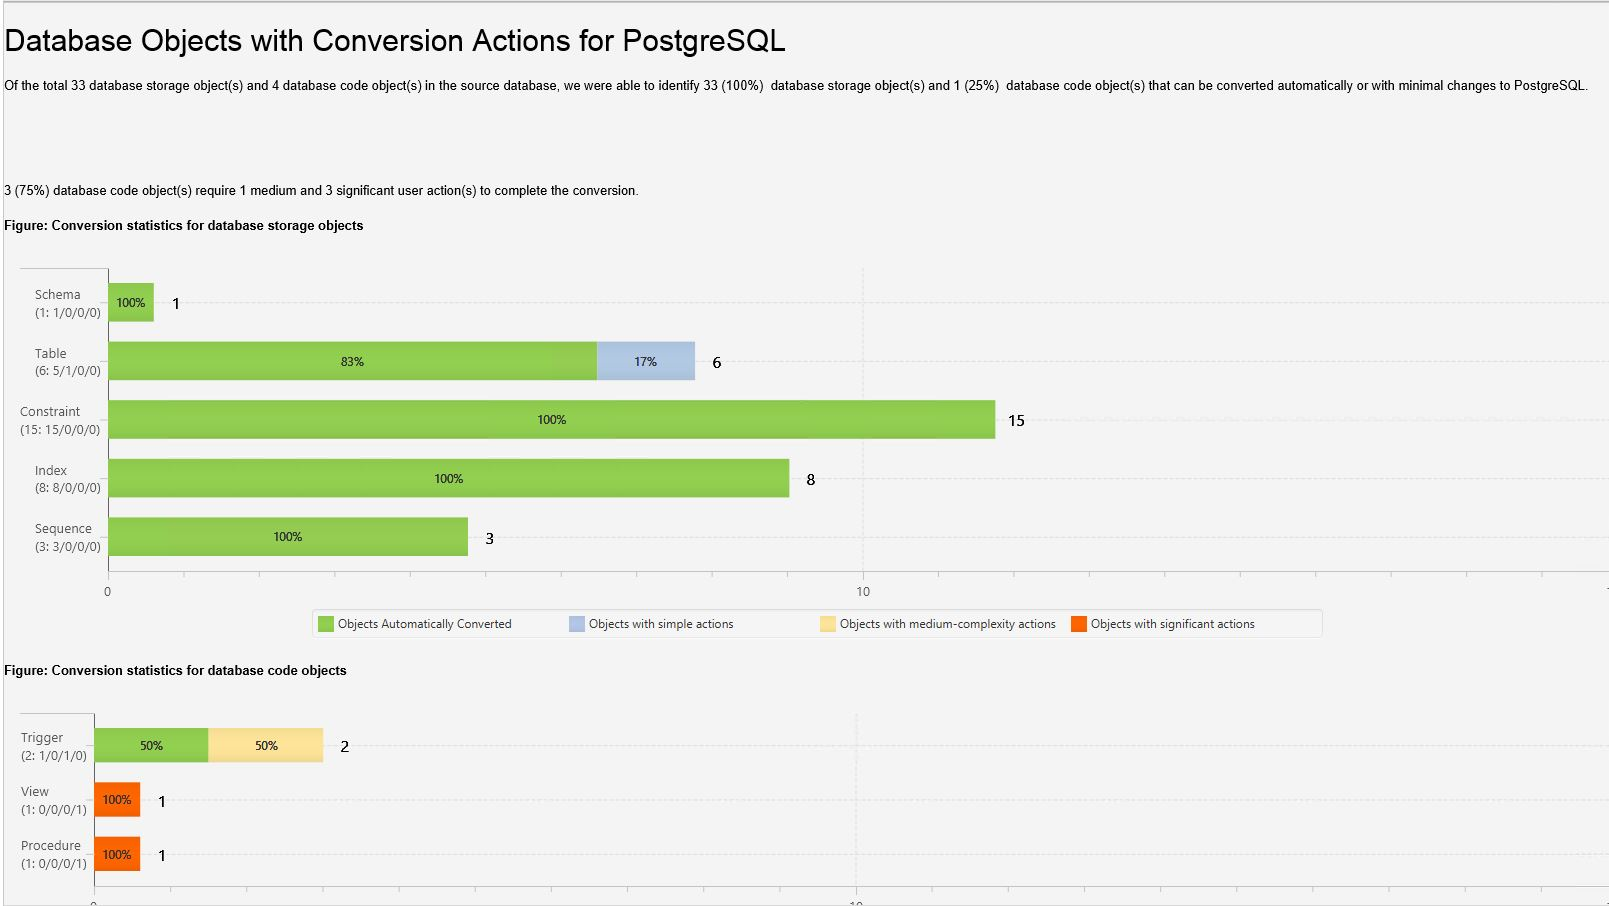 Database Objects with Conversion Actions for PostgreSQL
Of the total 33 database storage object(s) and 4 database code object(s) in the source database, we were able to identify 33 (100%)  database storage object(s) and 1 (25%)  database code object(s) that can be converted automatically or with minimal changes to PostgreSQL.
3 (75%) database code object(s) require 1 medium and 3 significant user action(s) to complete the conversion.
Figure: Conversion statistics for database storage objects
Schema
(1: 1/0/0/0)
100%
1
Table
(6: 5/1/0/0)
83%
17%
6
Constraint
(15: 15/0/0/0)
100%
15
Index
(8: 8/0/0/0)
100%
8
Sequence
(3: 3/0/0/0)
100%
3
0
10
Objects Automatically Converted
Objects with simple actions
Objects with medium-complexity actions
Objects with significant actions
Figure: Conversion statistics for database code objects
Trigger
(2: 1/0/1/0)
50%
50%
2
View
(1: 0/0/0/1)
100%
1
Procedure
(1: 0/0/0/1)
100%
1